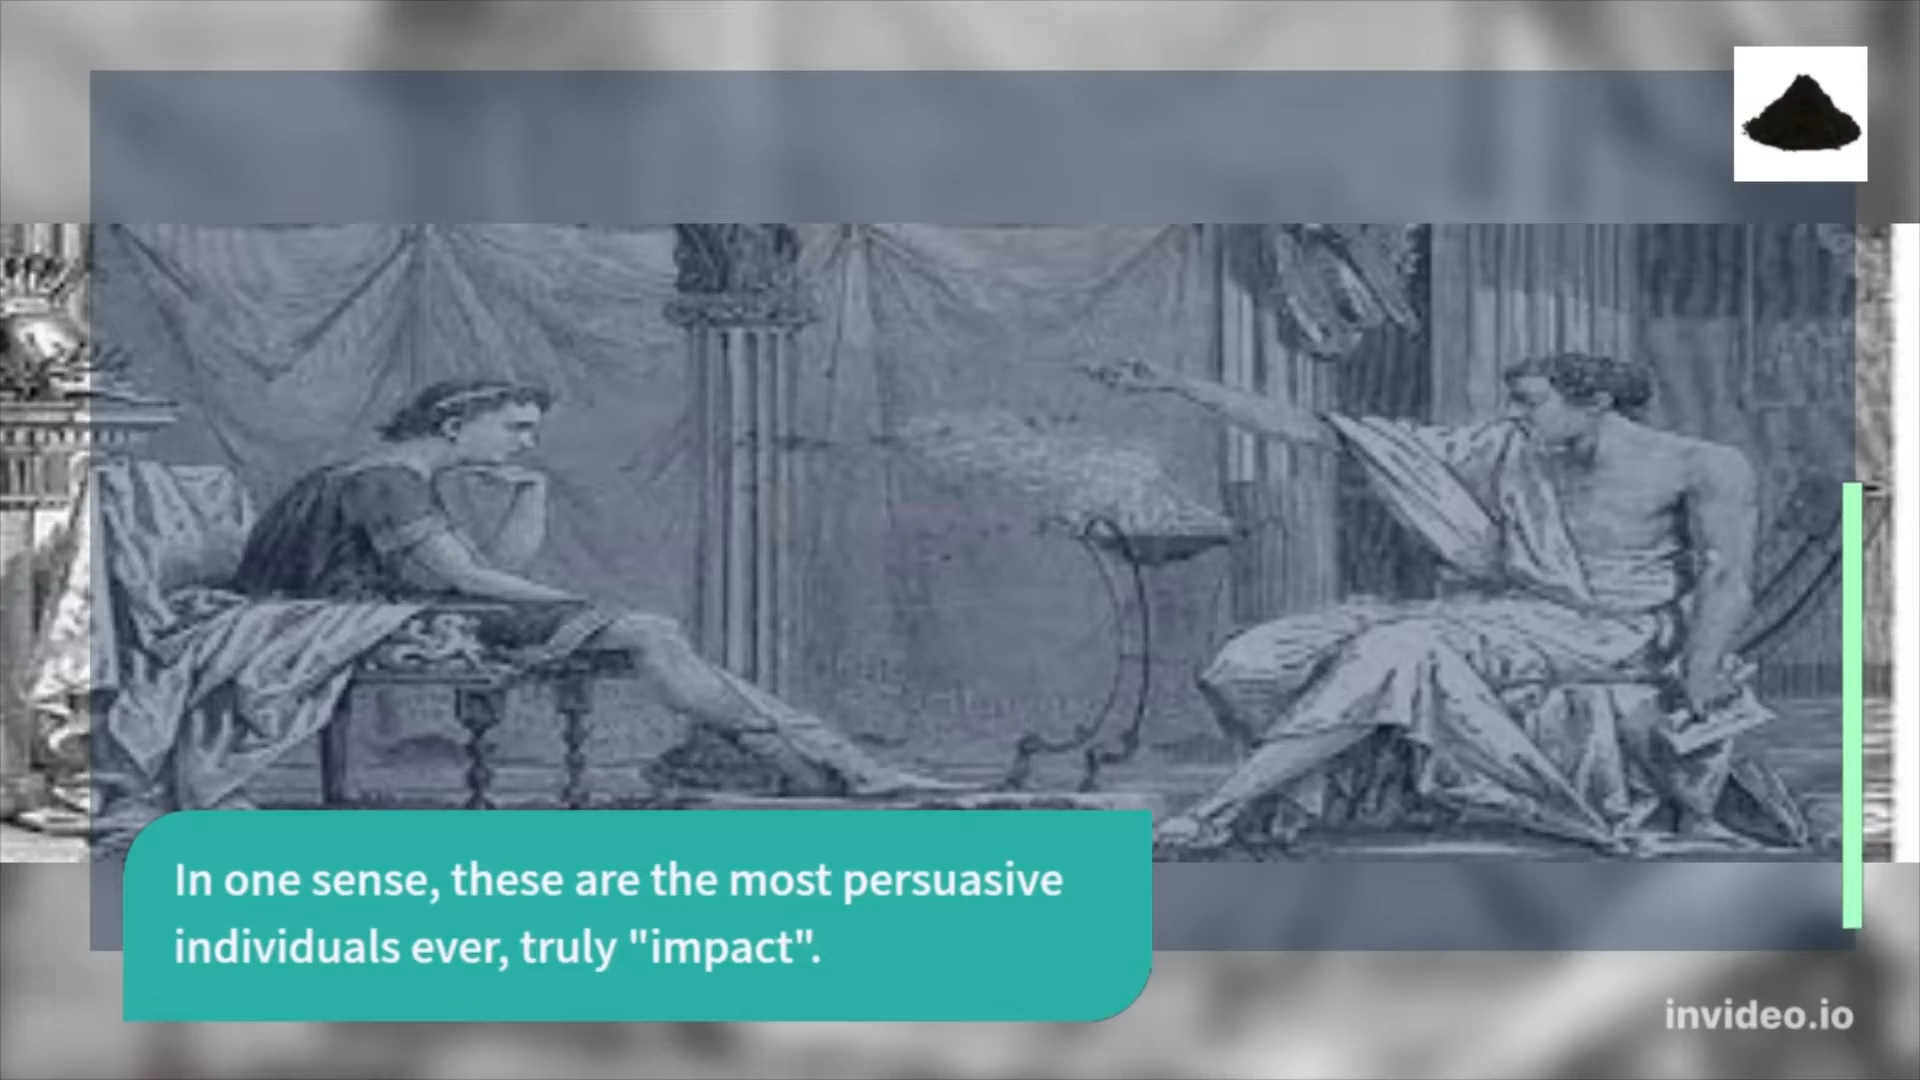 In one sense, these are the most persuasive
individuals ever, truly "impact".
invideo.io